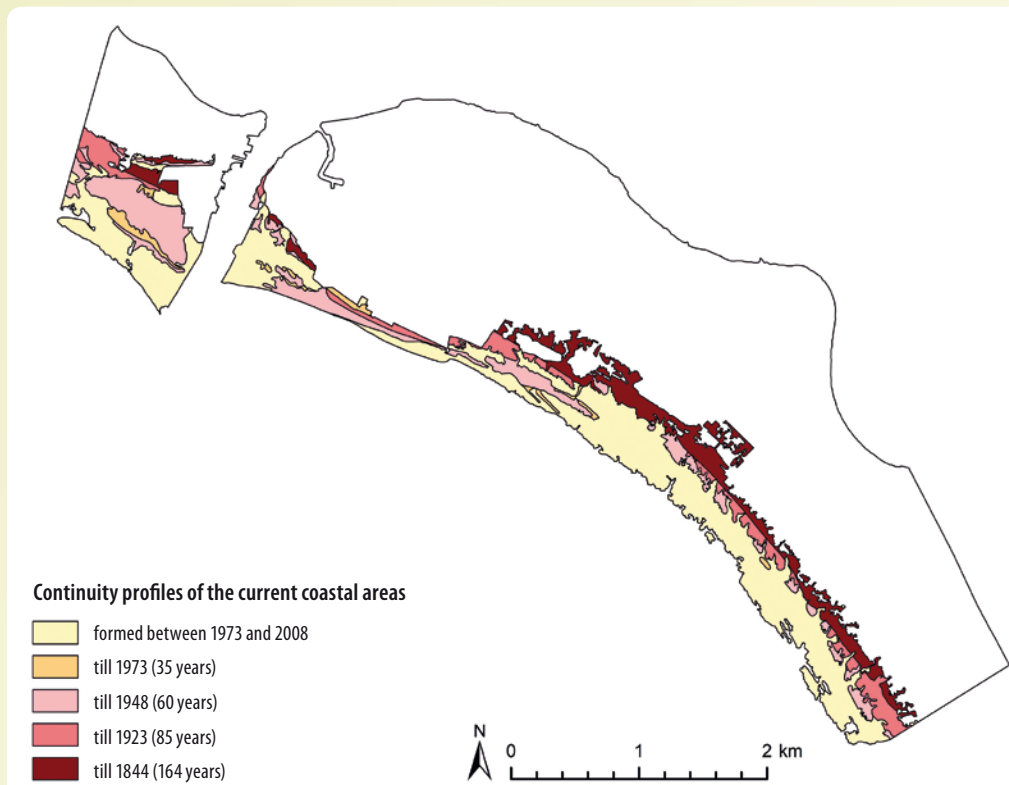 Continuity profiles of the current coastal areas
formed between 1973 and 2008
till 1973 (35 years)
till 1948 (60 years)
till 1923 (85 years)
till 1844 (164 years)
N
0 1 2 km